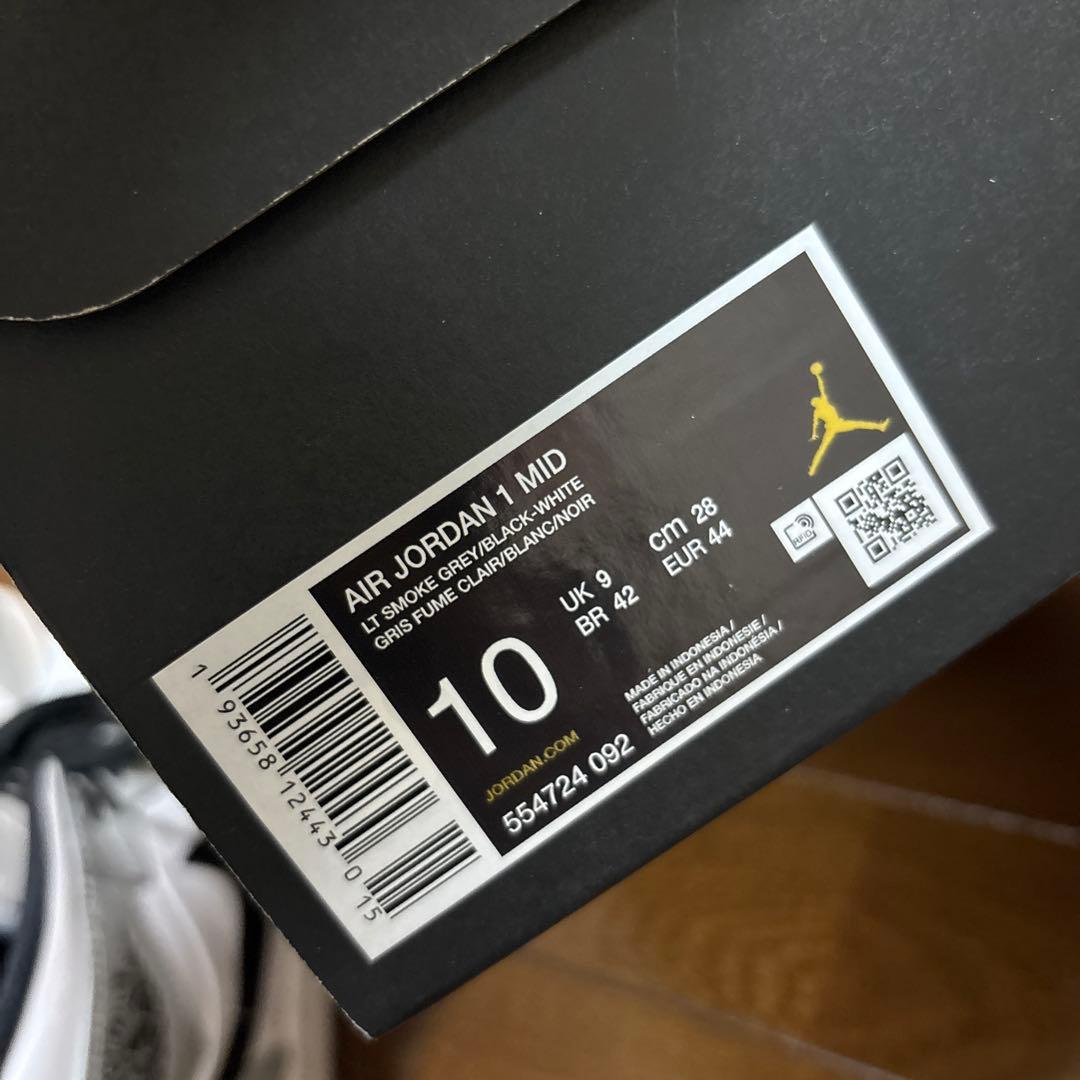 AIR JORDAN 1 MID
LT SMOKE GREY/BLACK-WHITE
GRIS FUME CLAIR/BLANC/NOIR
10
UK 9
BR 42
cm 28
EUR 44
RFID
JORDAN.COM
554724 092
MADE IN INDONESIA /
FABRIQUE EN INDONESIE /
FABRICADO NA INDONÉSIA /
HECHO EN INDONESIA
1 93658 12443 0 15